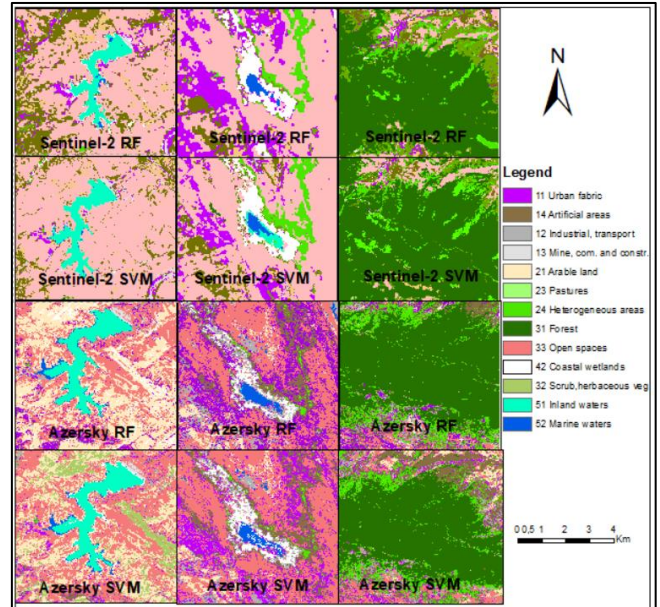 Sentinel-2 RF
Sentinel-2 SVM
Azersky RF
Azersky SVM
Sentinel-2 RF
Sentinel-2 SVM
Azersky RF
Azersky SVM
Sentinel-2 RF
Sentinel-2 SVM
Azersky RF
Azersky SVM
N
Legend
11 Urban fabric
14 Artificial areas
12 Industrial, transport
13 Mine, com. and constr.
21 Arable land
23 Pastures
24 Heterogeneous areas
31 Forest
33 Open spaces
42 Coastal wetlands
32 Scrub,herbaceous veg
51 Inland waters
52 Marine waters
0 0,5 1 2 3 4
Km